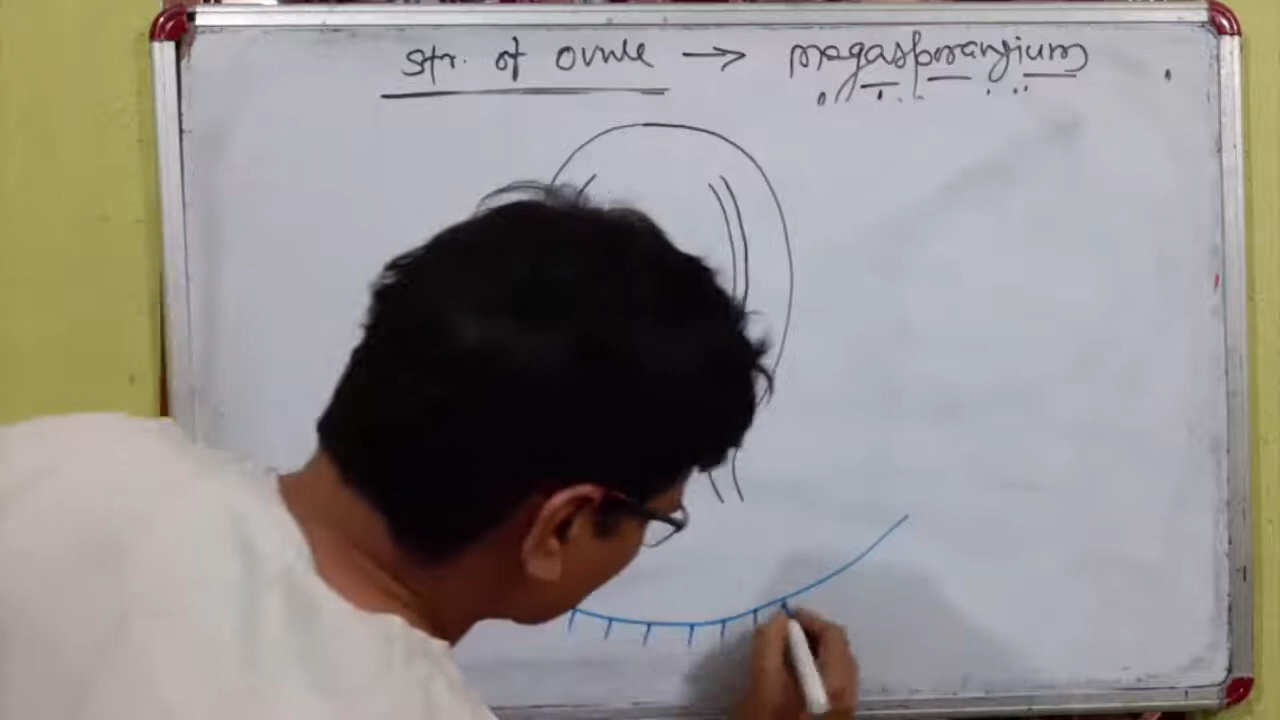 Str. of ovule → megasporangium